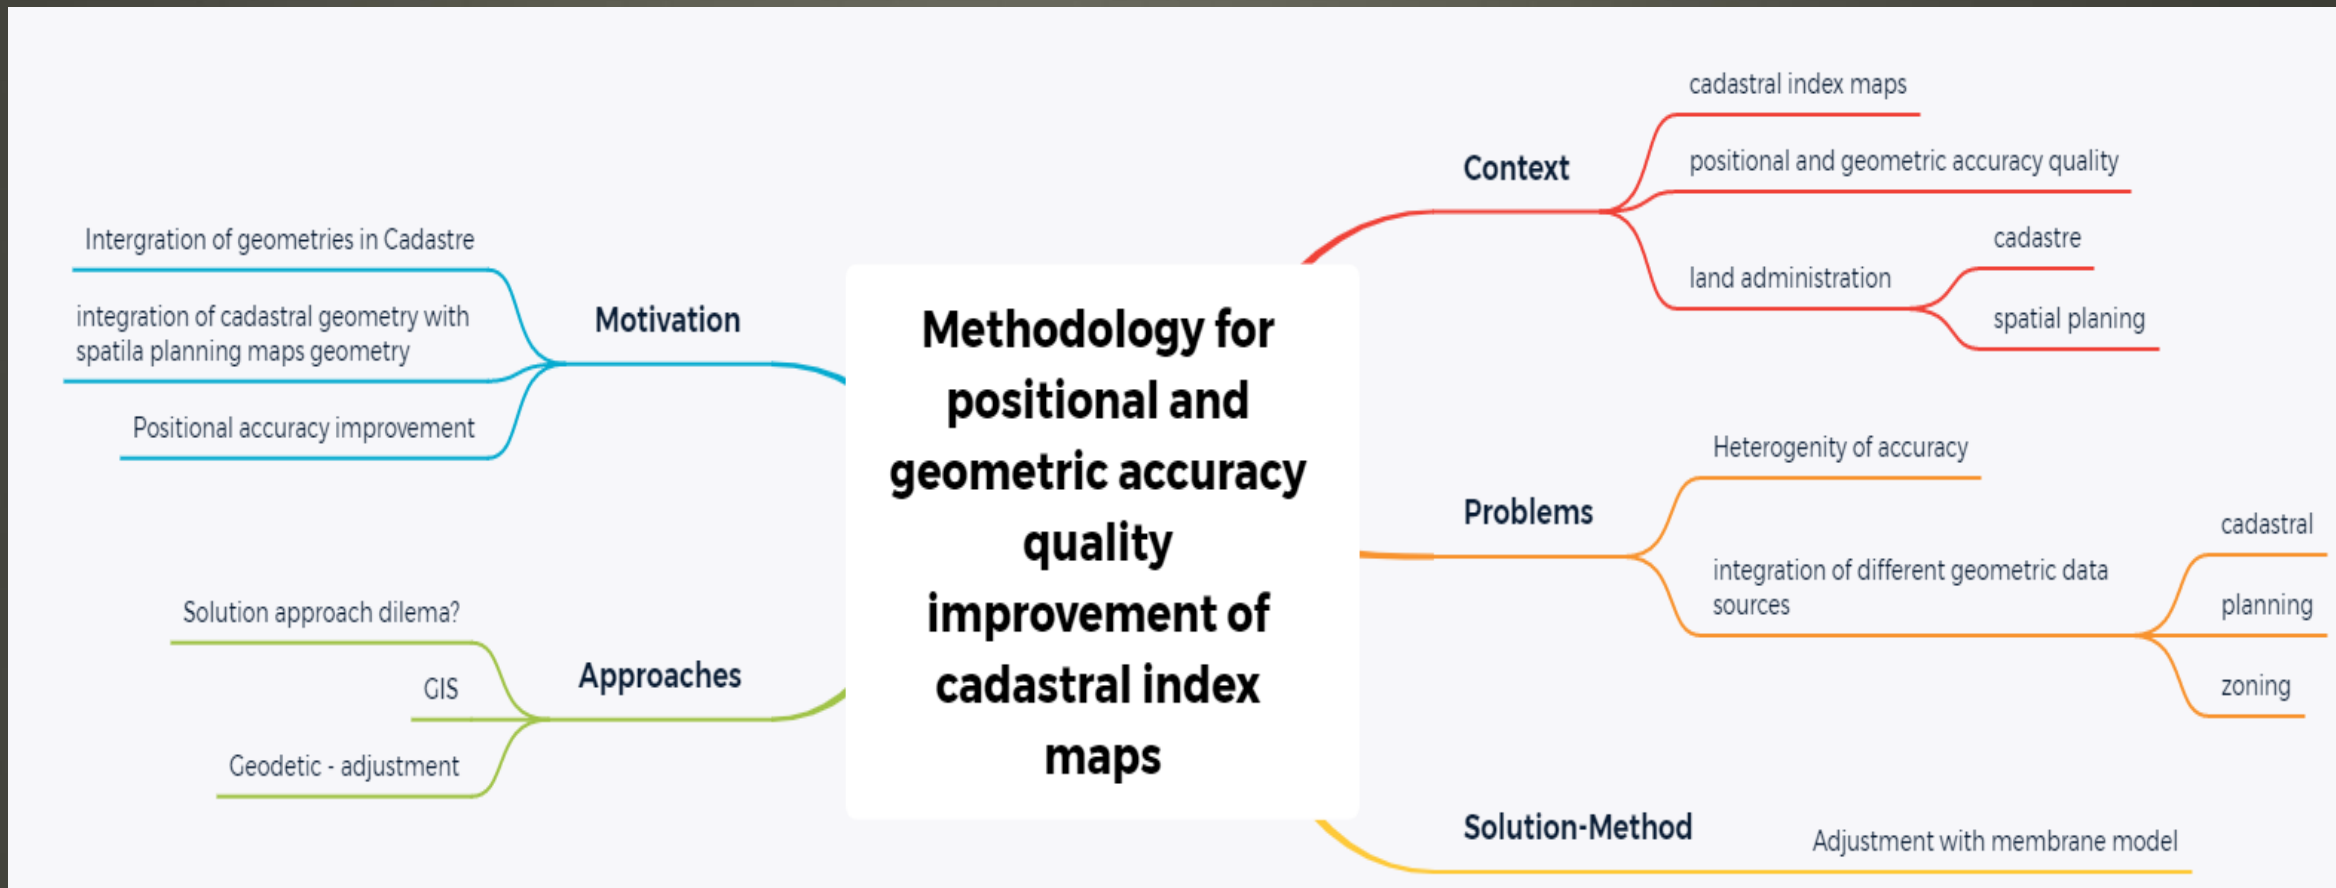 Methodology for
positional and
geometric accuracy
quality
improvement of
cadastral index
maps
Context
cadastral index maps
positional and geometric accuracy quality
land administration
cadastre
spatial planing
Problems
Heterogenity of accuracy
integration of different geometric data
sources
cadastral
planning
zoning
Solution-Method
Adjustment with membrane model
Motivation
Intergration of geometries in Cadastre
integration of cadastral geometry with
spatila planning maps geometry
Positional accuracy improvement
Approaches
Solution approach dilema?
GIS
Geodetic - adjustment